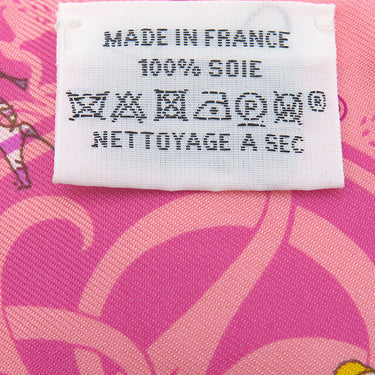 MADE IN FRANCE
100% SOIE
P ®
NETTOYAGE A SEC